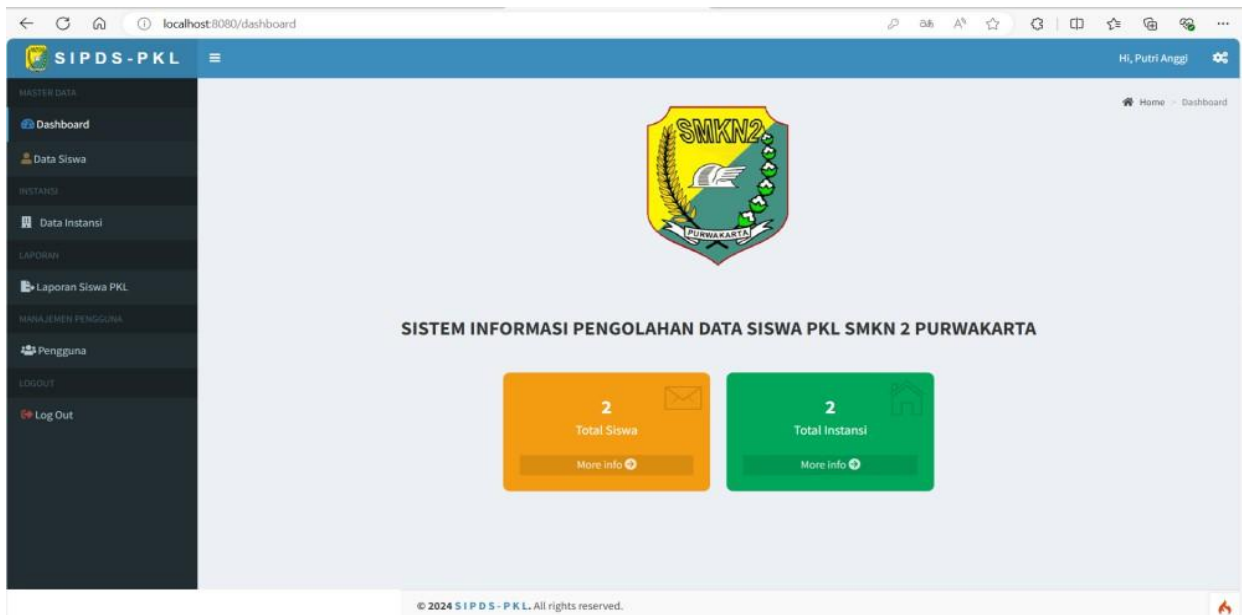 localhost:8080/dashboard
SIPDS-PKL
Hi, Putri Anggi
MASTER DATA
Home > Dashboard
Dashboard
Data Siswa
INSTANSI
Data Instansi
LAPORAN
Laporan Siswa PKL
MANAJEMEN PENGGUNA
Pengguna
LOGOUT
Log Out
SMKN2
PURWAKARTA
SISTEM INFORMASI PENGOLAHAN DATA SISWA PKL SMKN 2 PURWAKARTA
2
Total Siswa
More info
2
Total Instansi
More info
© 2024 SIPDS-PKL. All rights reserved.